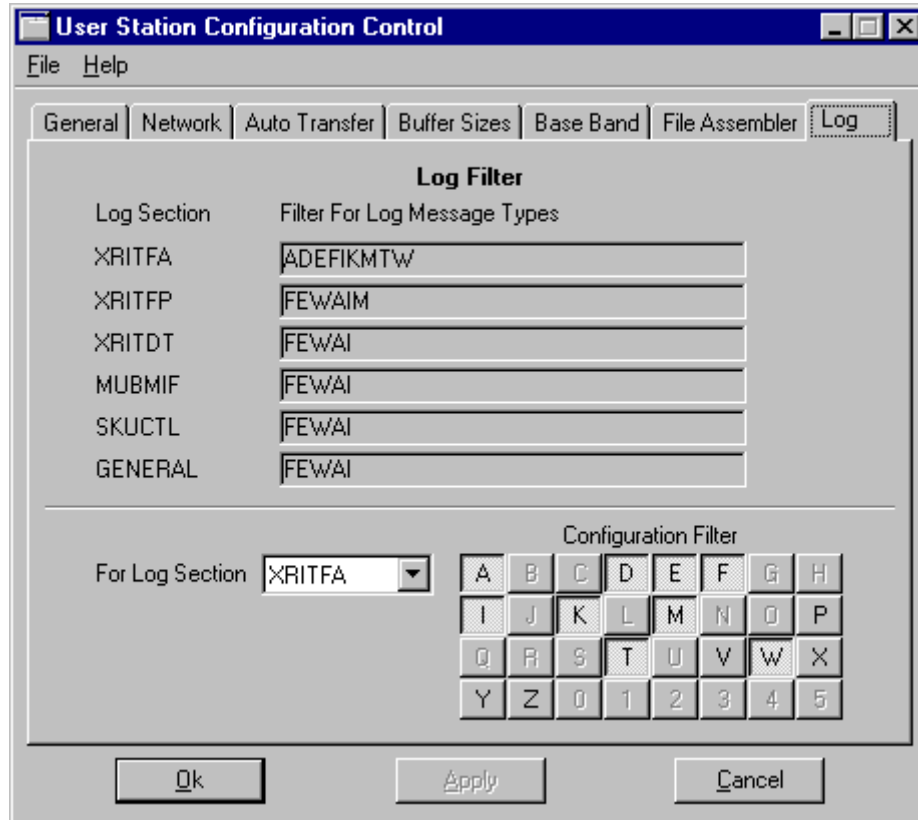 User Station Configuration Control
File Help
General Network Auto Transfer Buffer Sizes Base Band File Assembler Log
Log Filter
Log Section Filter For Log Message Types
XRITFA ADEFIKMTW
XRITFP FEWAIM
XRITDT FEWAI
MUBMIF FEWAI
SKUCTL FEWAI
GENERAL FEWAI
Configuration Filter
For Log Section XRITFA
A B C D E F G H
I J K L M N O P
Q R S T U V W X
Y Z 0 1 2 3 4 5
Ok Apply Cancel